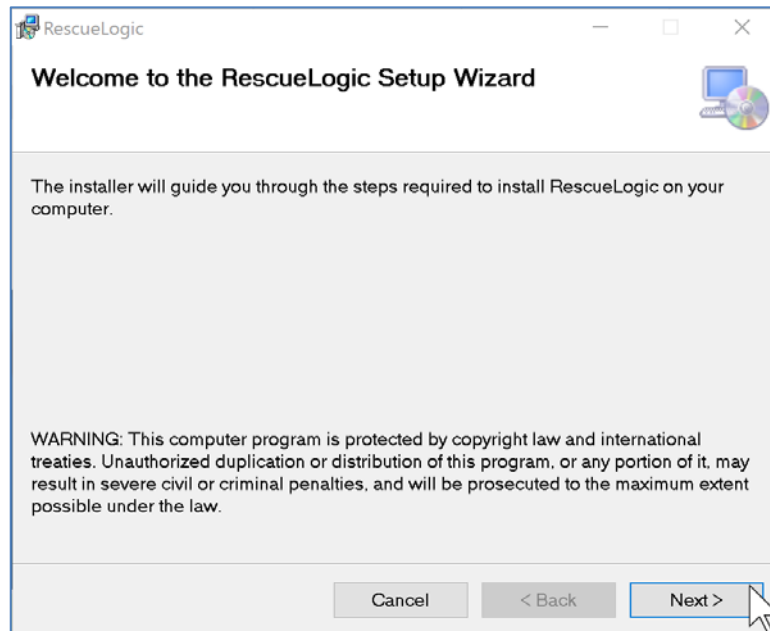 RescueLogic
Welcome to the RescueLogic Setup Wizard
The installer will guide you through the steps required to install RescueLogic on your
computer.
WARNING: This computer program is protected by copyright law and international
treaties. Unauthorized duplication or distribution of this program, or any portion of it, may
result in severe civil or criminal penalties, and will be prosecuted to the maximum extent
possible under the law.
Cancel < Back Next >